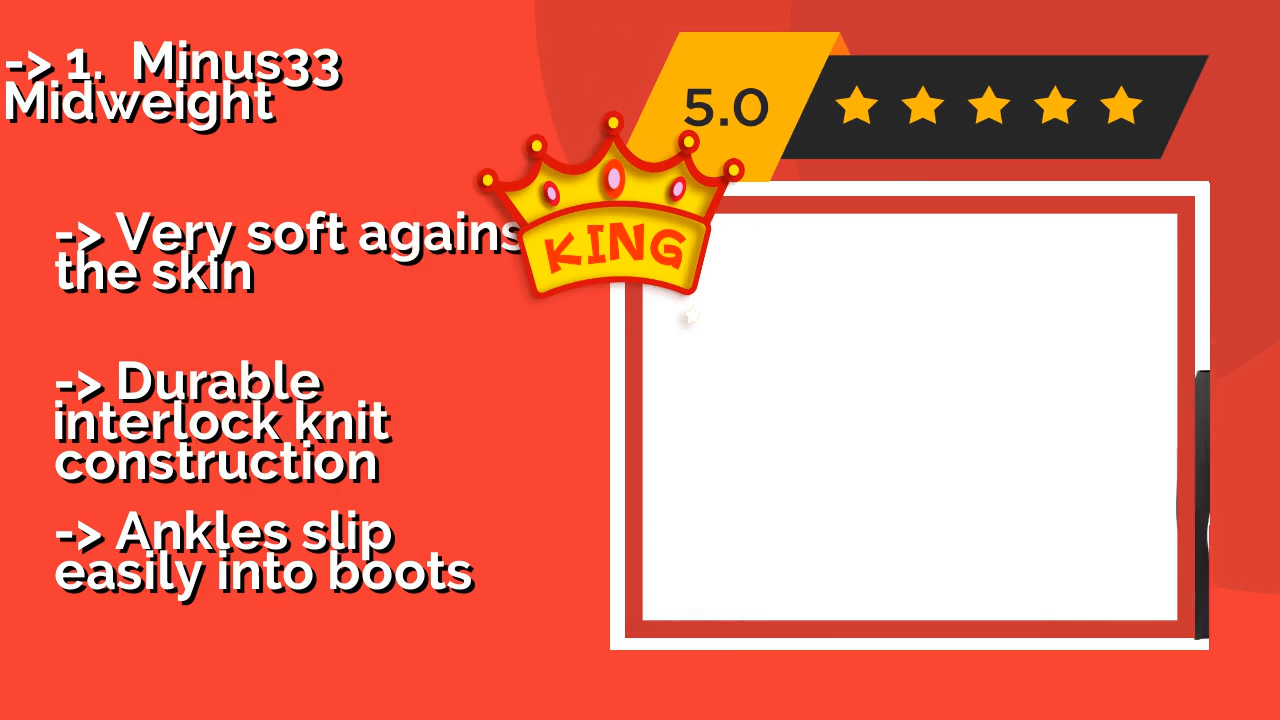 -> 1. Minus33
Midweight
5.0
KING
-> Very soft agains
the skin
-> Durable
interlock knit
construction
-> Ankles slip
easily into boots